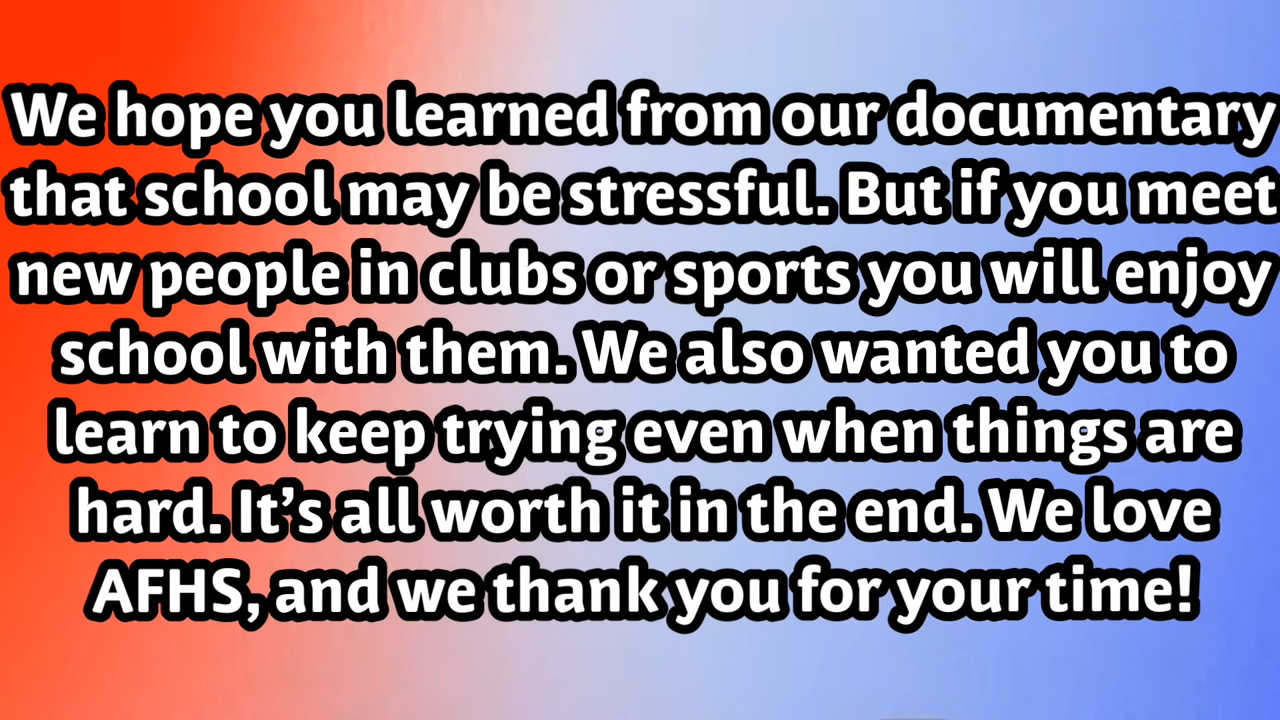 We hope you learned from our documentary
that school may be stressful. But if you meet
new people in clubs or sports you will enjoy
school with them. We also wanted you to
learn to keep trying even when things are
hard. It’s all worth it in the end. We love
AFHS, and we thank you for your time!